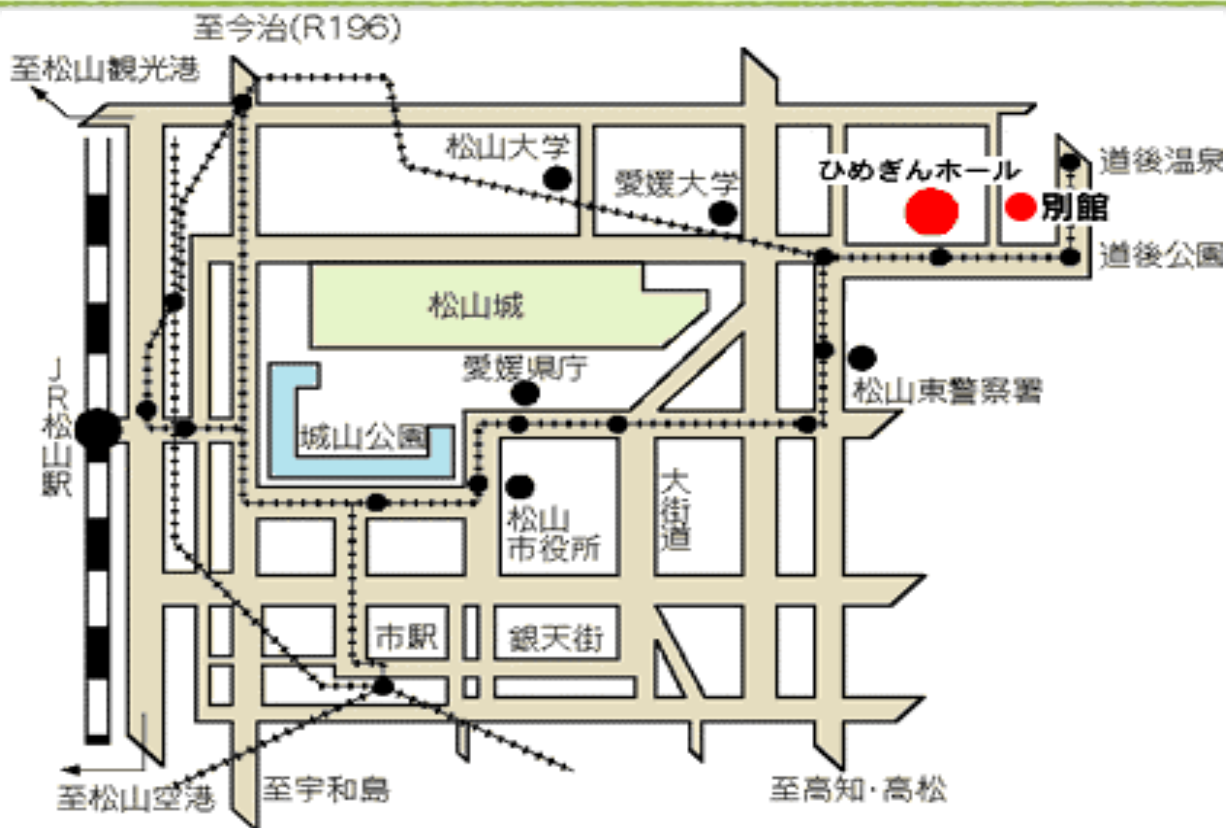 至今治(R196)
至松山観光港
松山大学
愛媛大学
ひめぎんホール
道後温泉
別館
道後公園
松山城
愛媛県庁
松山東警察署
JR松山駅
城山公園
大街道
松山
市役所
市駅
銀天街
至松山空港
至宇和島
至高知・高松